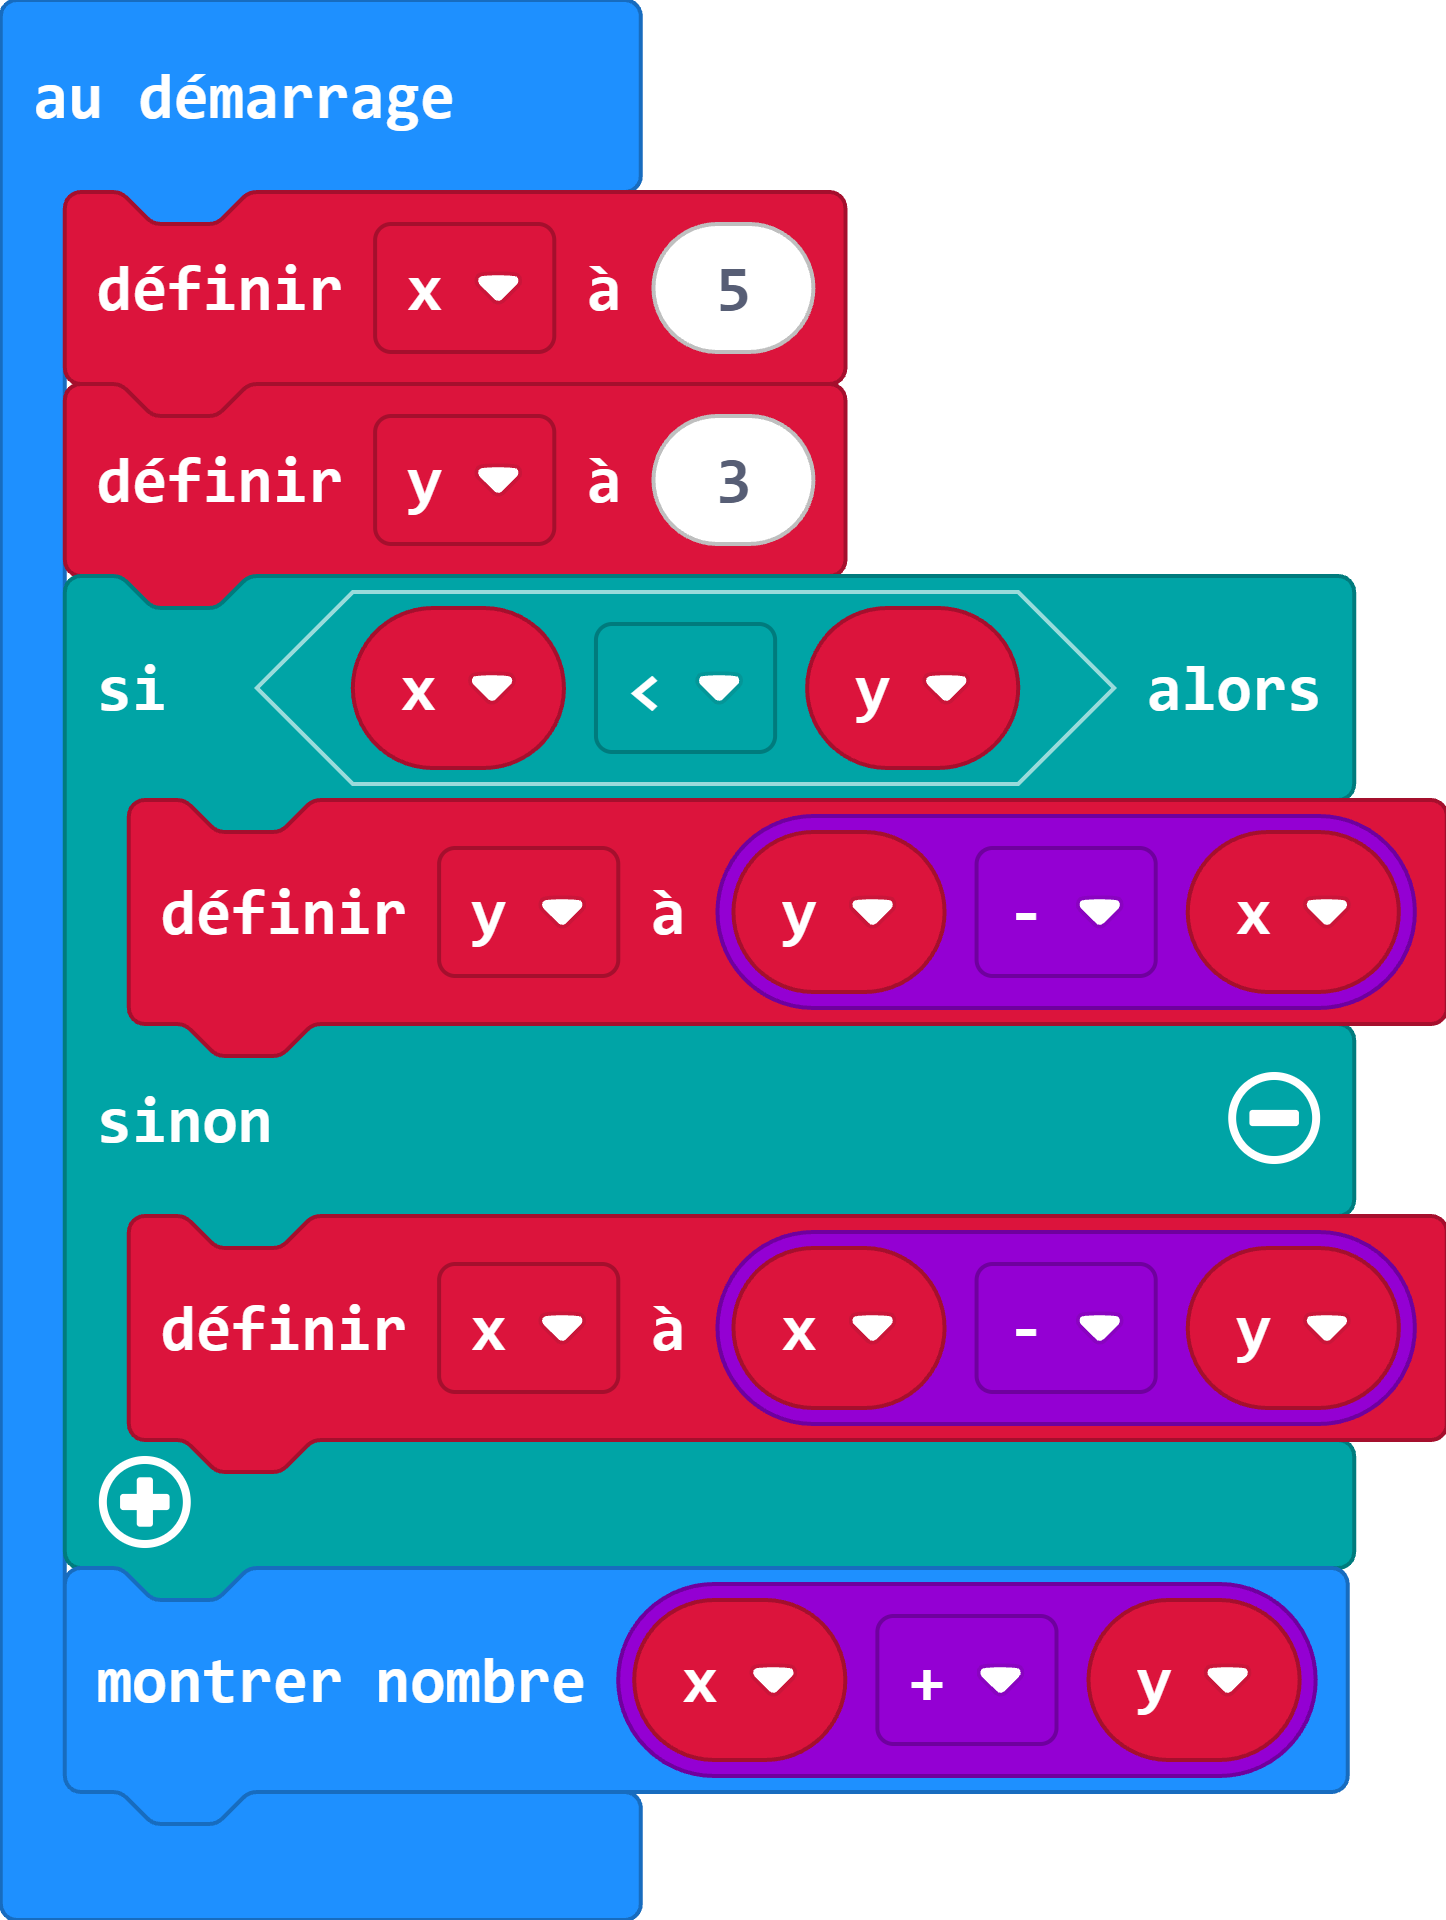 au démarrage
définir x à 5
définir y à 3
si x < y alors
définir y à y - x
sinon
définir x à x - y
montrer nombre x + y